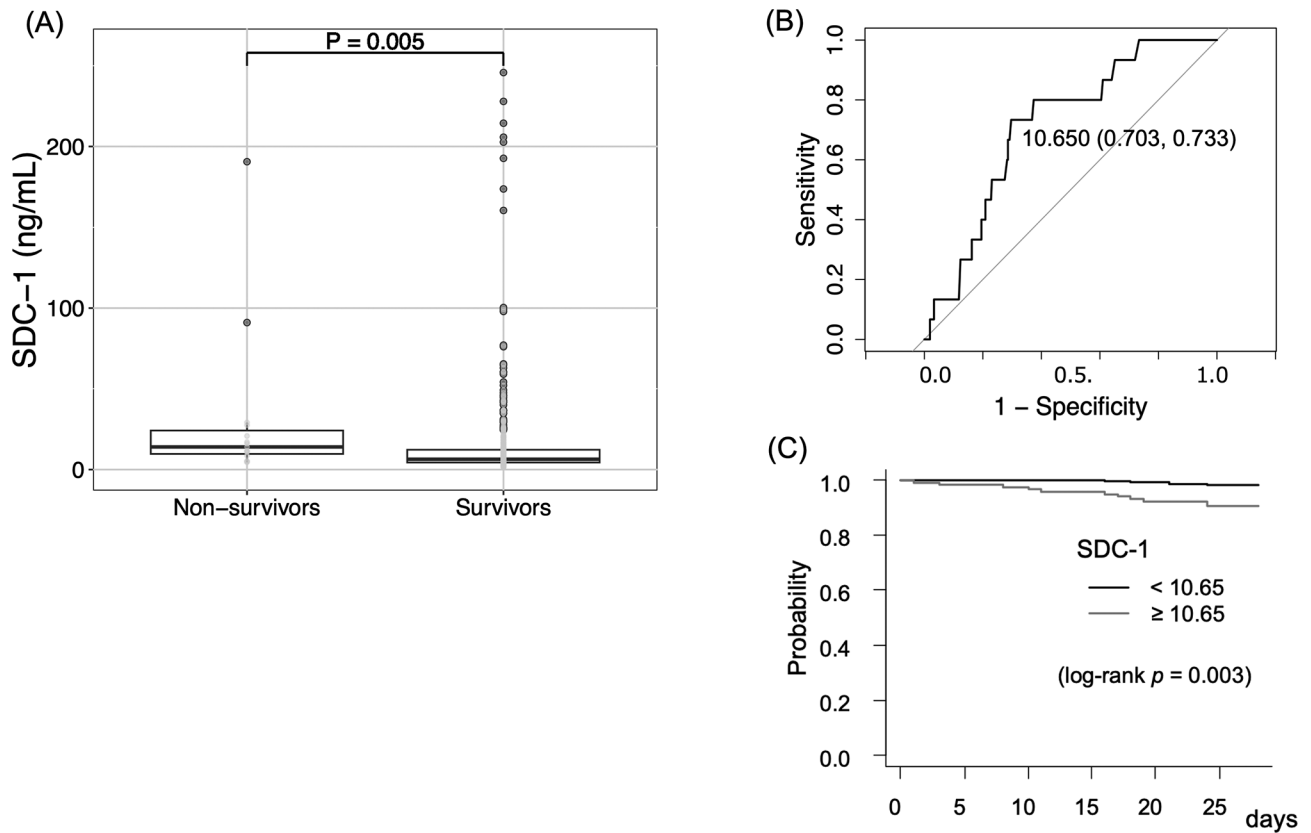 (A)
P = 0.005
SDC−1 (ng/mL)
200
100
0
Non−survivors
Survivors
(B)
Sensitivity
1.0
0.8
0.6
0.4
0.2
0.0
10.650 (0.703, 0.733)
0.0
0.5.
1.0
1 − Specificity
(C)
Probability
1.0
0.8
0.6
0.4
0.2
0.0
SDC-1
< 10.65
≥ 10.65
(log-rank p = 0.003)
0
5
10
15
20
25
days